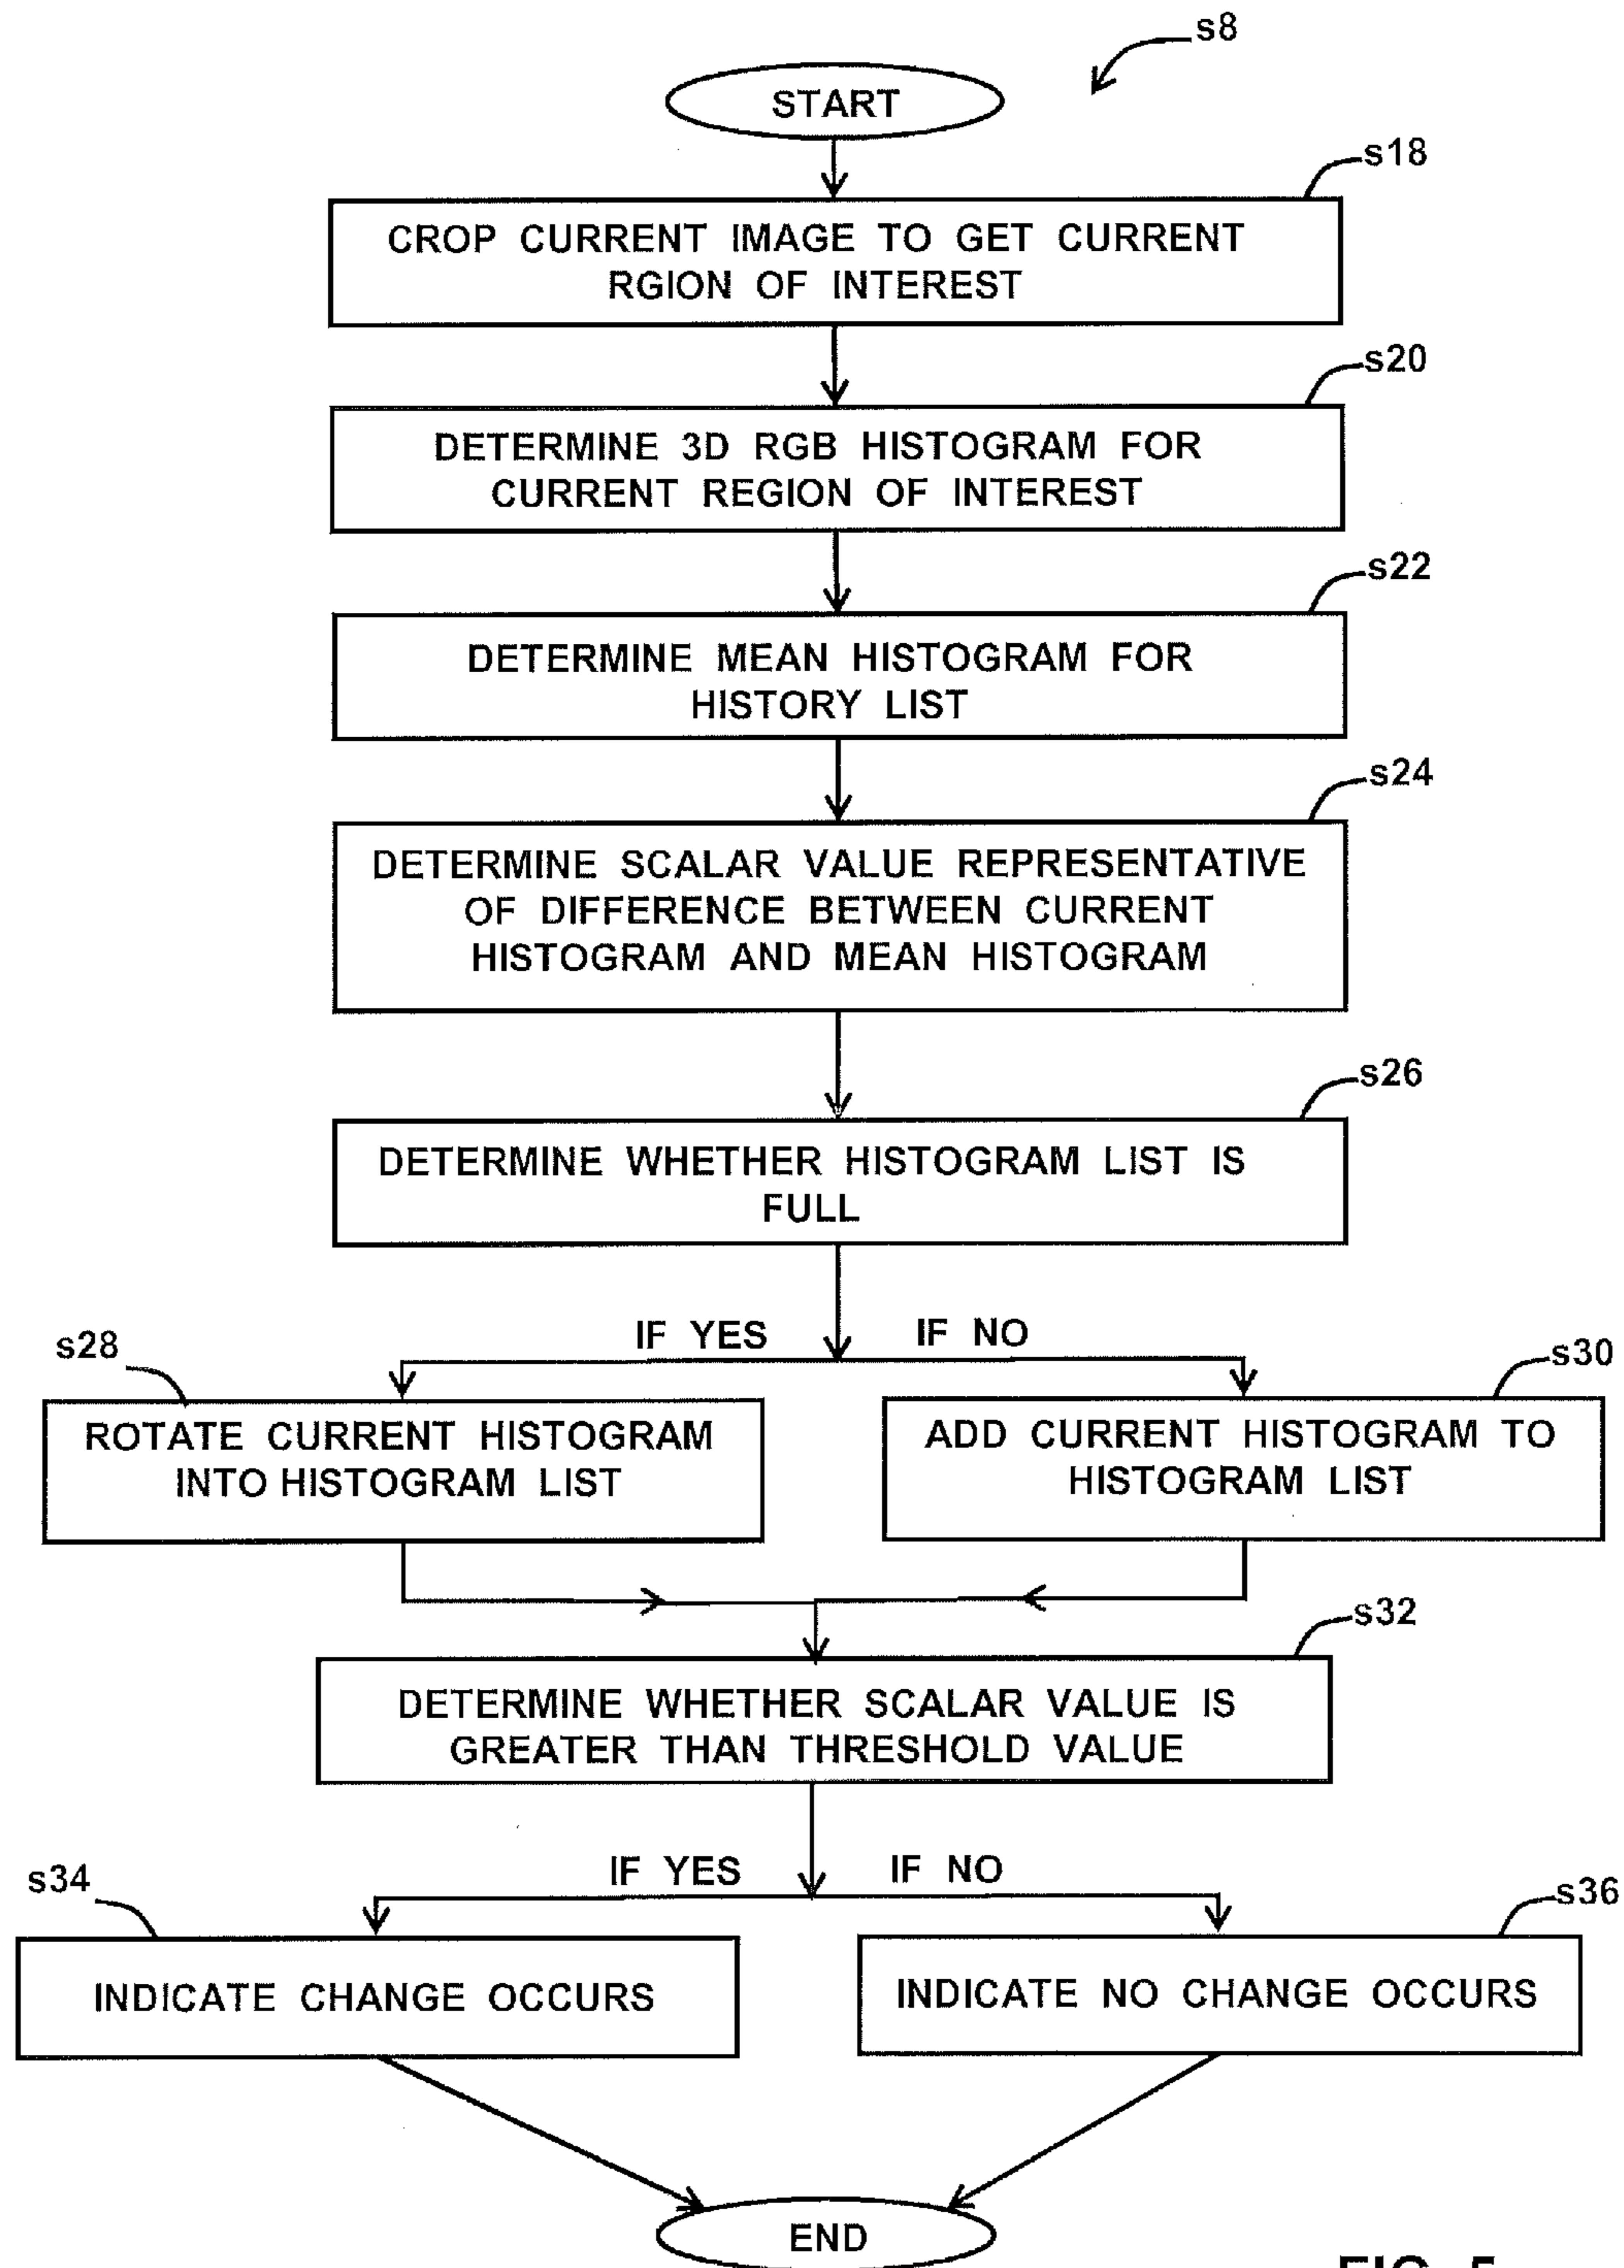 s8
START
s18
CROP CURRENT IMAGE TO GET CURRENT
RGION OF INTEREST
s20
DETERMINE 3D RGB HISTOGRAM FOR
CURRENT REGION OF INTEREST
s22
DETERMINE MEAN HISTOGRAM FOR
HISTORY LIST
s24
DETERMINE SCALAR VALUE REPRESENTATIVE
OF DIFFERENCE BETWEEN CURRENT
HISTOGRAM AND MEAN HISTOGRAM
s26
DETERMINE WHETHER HISTOGRAM LIST IS
FULL
IF YES
IF NO
s28
s30
ROTATE CURRENT HISTOGRAM
INTO HISTOGRAM LIST
ADD CURRENT HISTOGRAM TO
HISTOGRAM LIST
s32
DETERMINE WHETHER SCALAR VALUE IS
GREATER THAN THRESHOLD VALUE
IF YES
IF NO
s34
s36
INDICATE CHANGE OCCURS
INDICATE NO CHANGE OCCURS
END